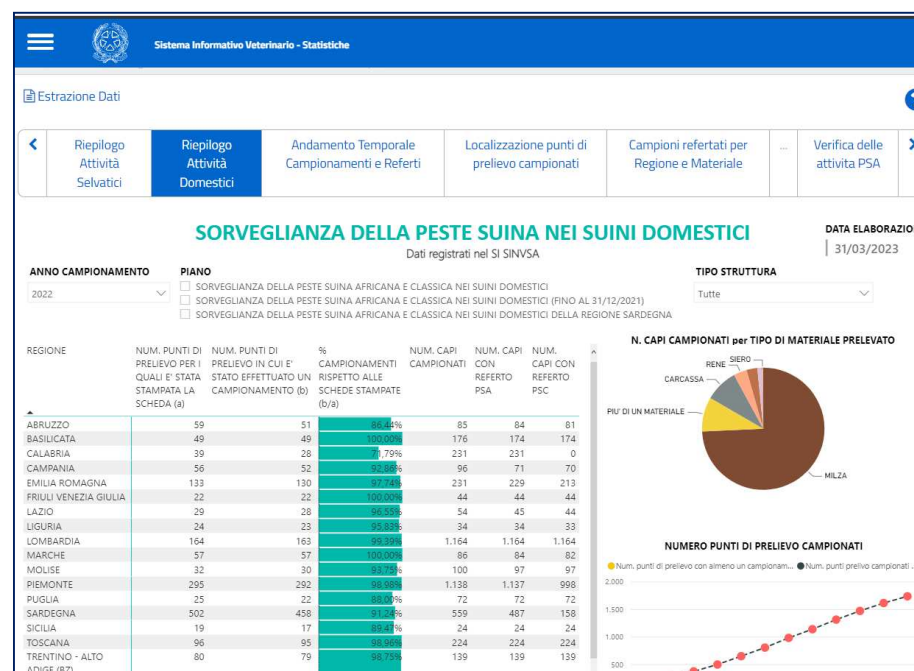 Sistema Informativo Veterinario - Statistiche
Estrazione Dati
Riepilogo Attività Selvatici
Riepilogo Attività Domestici
Andamento Temporale Campionamenti e Referti
Localizzazione punti di prelievo campionati
Campioni refertati per Regione e Materiale
...
Verifica delle attivita PSA
SORVEGLIANZA DELLA PESTE SUINA NEI SUINI DOMESTICI
Dati registrati nel SI SINVSA
DATA ELABORAZIO
31/03/2023
ANNO CAMPIONAMENTO
2022
PIANO
SORVEGLIANZA DELLA PESTE SUINA AFRICANA E CLASSICA NEI SUINI DOMESTICI
SORVEGLIANZA DELLA PESTE SUINA AFRICANA E CLASSICA NEI SUINI DOMESTICI (FINO AL 31/12/2021)
SORVEGLIANZA DELLA PESTE SUINA AFRICANA E CLASSICA NEI SUINI DOMESTICI DELLA REGIONE SARDEGNA
TIPO STRUTTURA
Tutte
REGIONE
NUM. PUNTI DI PRELIEVO PER I QUALI E' STATA STAMPATA LA SCHEDA (a)
NUM. PUNTI DI PRELIEVO IN CUI E' STATO EFFETTUATO UN CAMPIONAMENTO (b)
% CAMPIONAMENTI RISPETTO ALLE SCHEDE STAMPATE (b/a)
NUM. CAPI CAMPIONATI
NUM. CAPI CON REFERTO PSA
NUM. CAPI CON REFERTO PSC
ABRUZZO 59 51 86,44% 85 84 81
BASILICATA 49 49 100,00% 176 174 174
CALABRIA 39 28 71,79% 231 231 0
CAMPANIA 56 52 92,86% 96 71 70
EMILIA ROMAGNA 133 130 97,74% 231 229 213
FRIULI VENEZIA GIULIA 22 22 100,00% 44 44 44
LAZIO 29 28 96,55% 54 45 44
LIGURIA 24 23 95,83% 34 34 33
LOMBARDIA 164 163 99,39% 1.164 1.164 1.164
MARCHE 57 57 100,00% 86 84 82
MOLISE 32 30 93,75% 100 97 97
PIEMONTE 295 292 98,98% 1.138 1.137 998
PUGLIA 25 22 88,00% 72 72 72
SARDEGNA 502 458 91,24% 559 487 158
SICILIA 19 17 89,47% 24 24 24
TOSCANA 96 95 98,96% 224 224 224
TRENTINO - ALTO ADIGE (BZ) 80 79 98,75% 139 139 139
N. CAPI CAMPIONATI per TIPO DI MATERIALE PRELEVATO
SIERO
RENE
CARCASSA
PIU' DI UN MATERIALE
MILZA
NUMERO PUNTI DI PRELIEVO CAMPIONATI
Num. punti di prelievo con almeno un campionam... Num. punti prelivo campionati ...
2.000
1.500
1.000
500